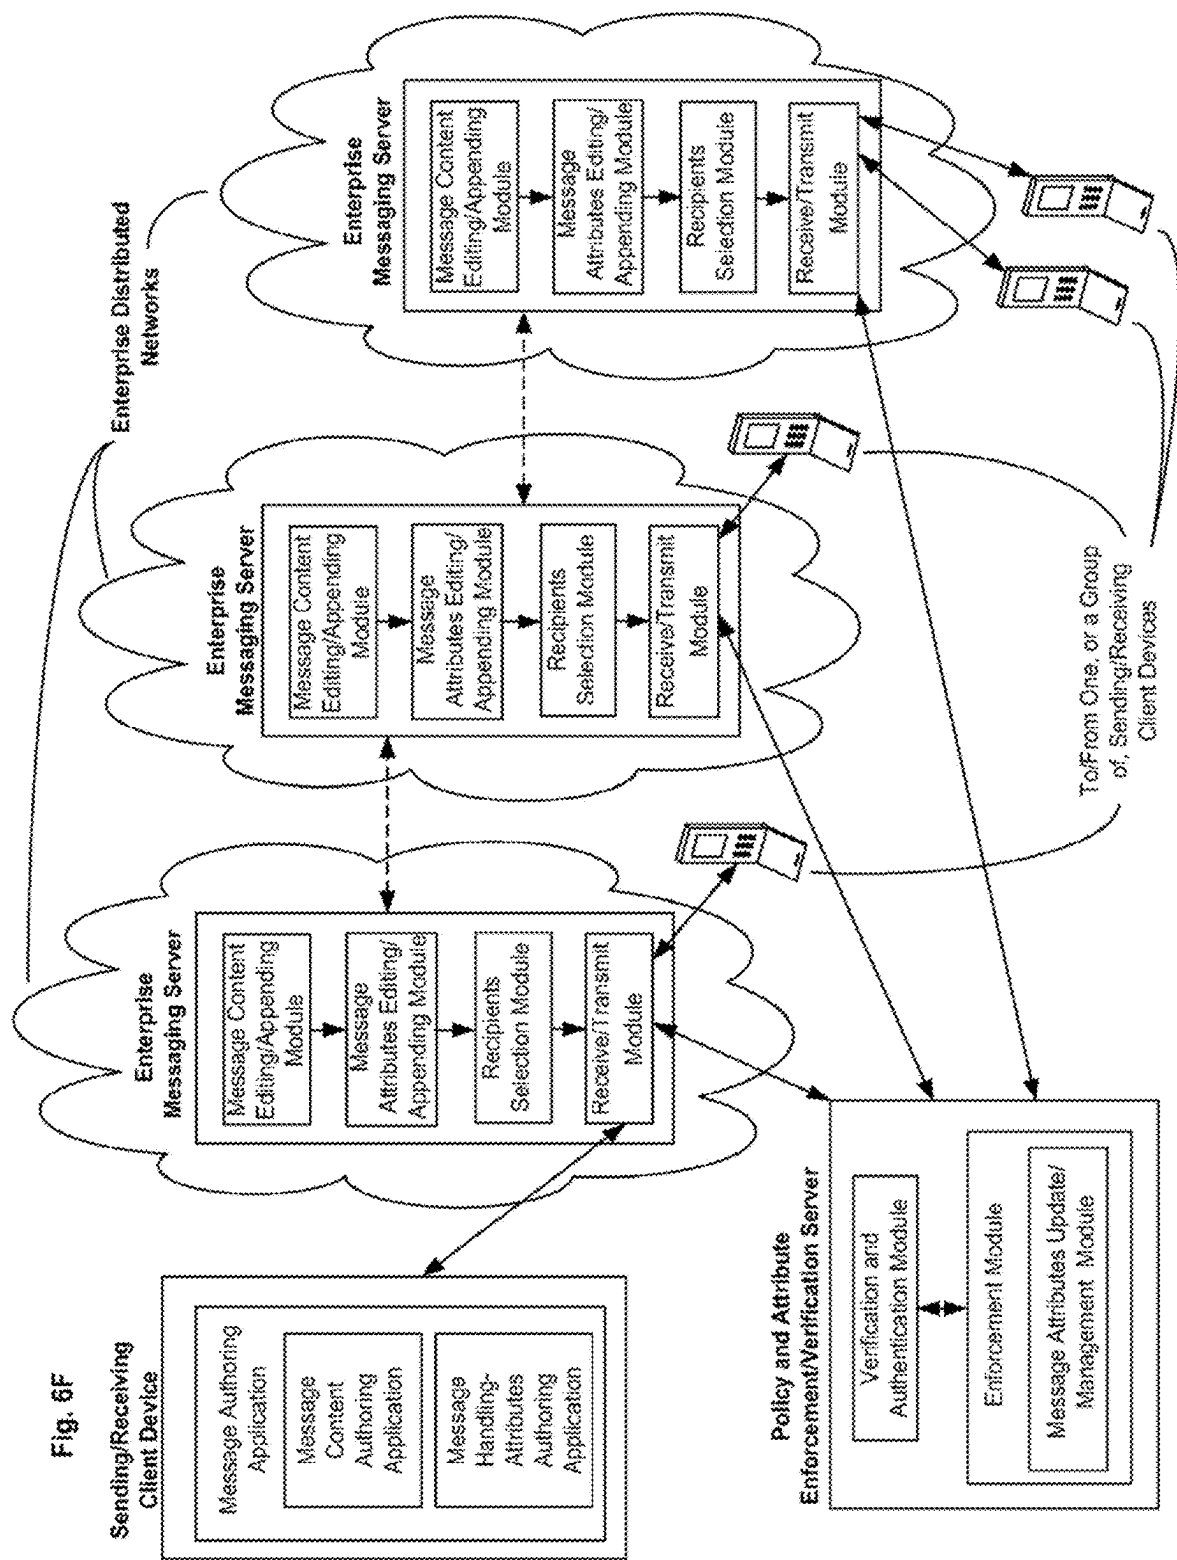 Fig. 6F
Sending/Receiving
Client Device
Message Authoring
Application
Message
Content
Authoring
Application
Message
Handling-
Attributes
Authoring
Application
Enterprise Distributed
Networks
Enterprise
Messaging Server
Message Content
Editing/Appending
Module
Message
Attributes Editing/
Appending Module
Recipients
Selection Module
Receive/Transmit
Module
Enterprise
Messaging Server
Message Content
Editing/Appending
Module
Message
Attributes Editing/
Appending Module
Recipients
Selection Module
Receive/Transmit
Module
Enterprise
Messaging Server
Message Content
Editing/Appending
Module
Message
Attributes Editing/
Appending Module
Recipients
Selection Module
Receive/Transmit
Module
Policy and Attribute
Enforcement/Verification Server
Verification and
Authentication Module
Enforcement Module
Message Attributes Update/
Management Module
To/From One, or a Group
of, Sending/Receiving
Client Devices